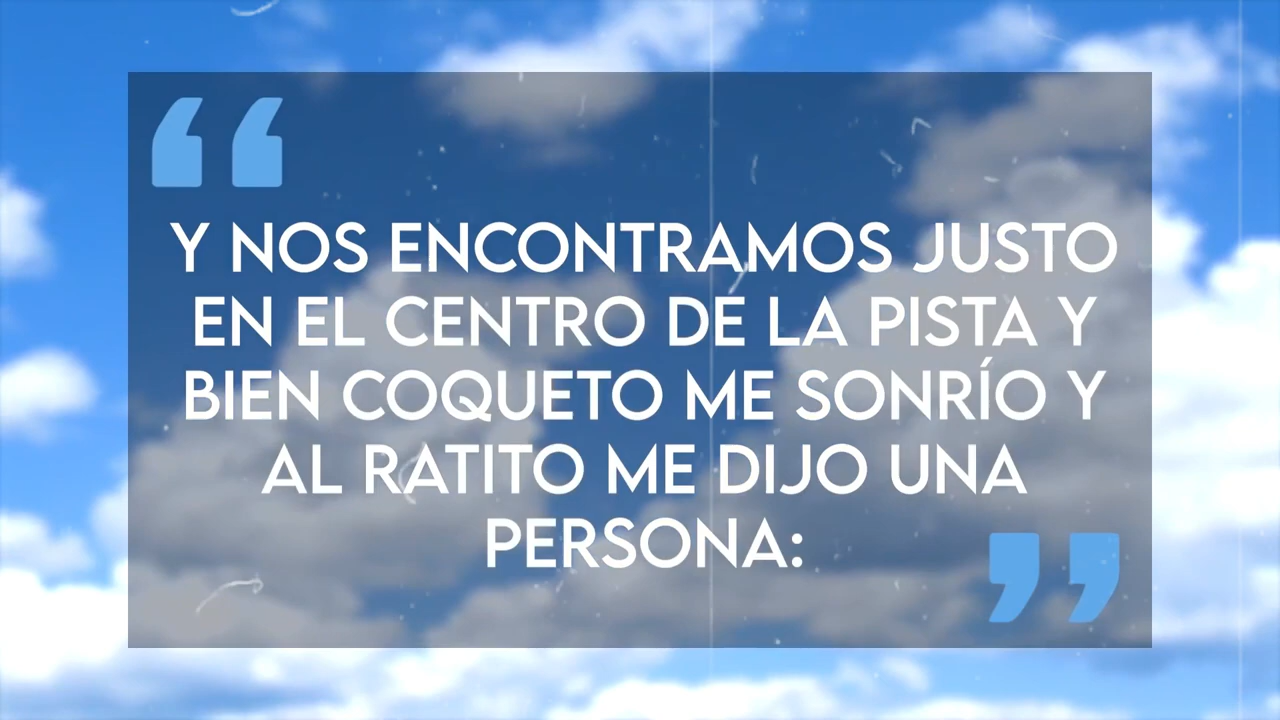 Y NOS ENCONTRAMOS JUSTO
EN EL CENTRO DE LA PISTA Y
BIEN COQUETO ME SONRÍO Y
AL RATITO ME DIJO UNA
PERSONA: